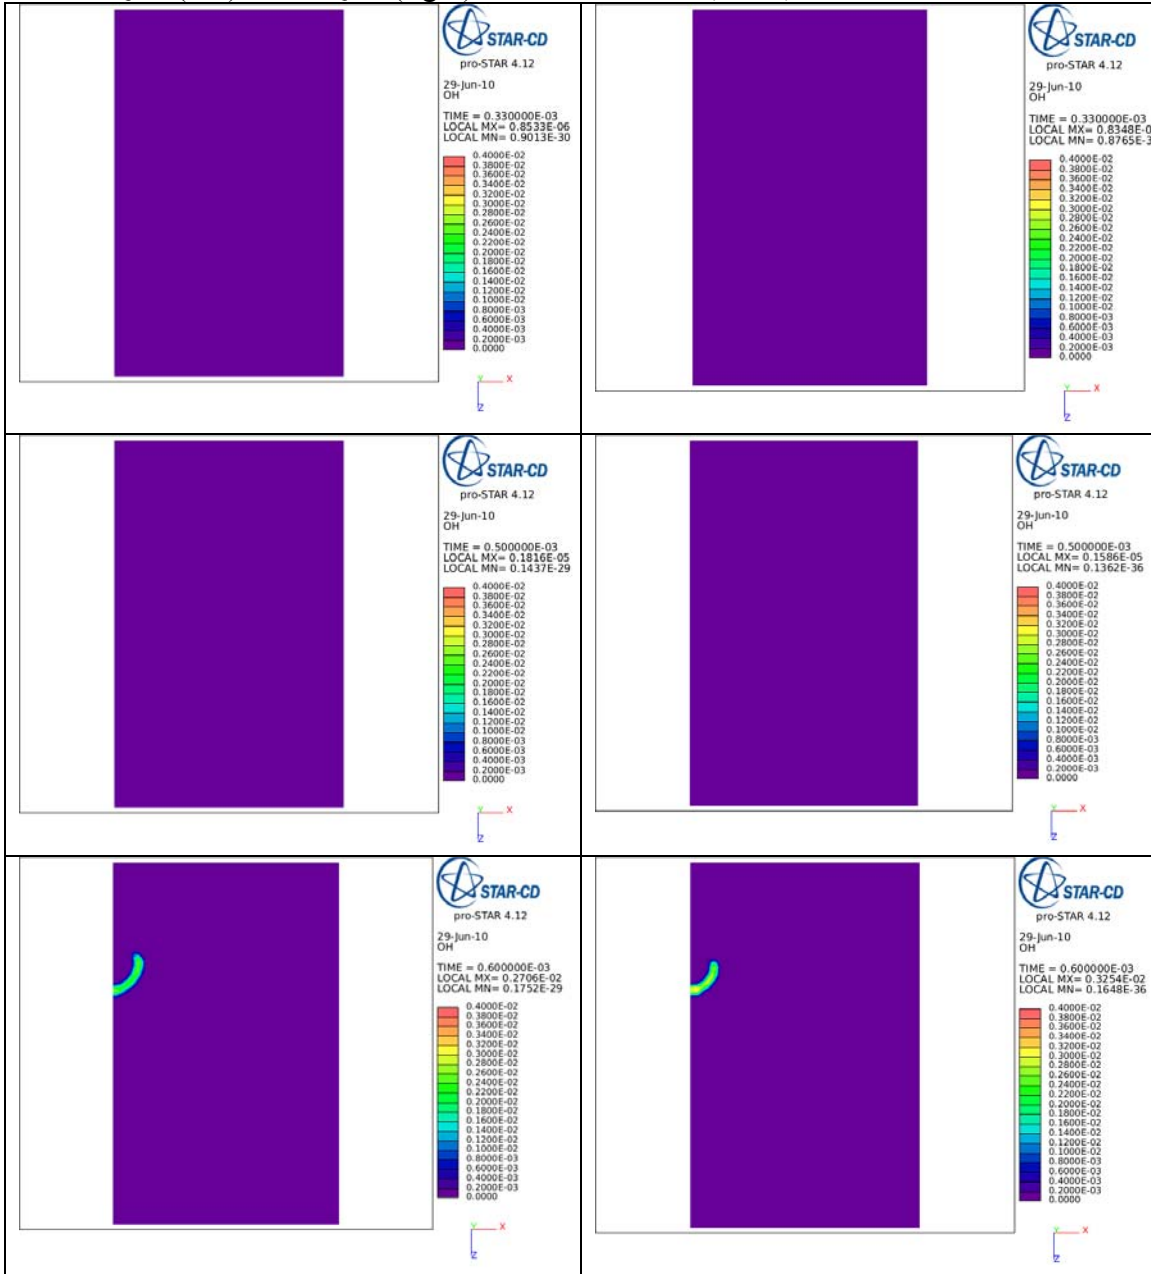 STAR-CD
pro-STAR 4.12
29-Jun-10
OH
TIME = 0.330000E-03
LOCAL MX= 0.8533E-06
LOCAL MN= 0.9013E-30
0.4000E-02
0.3800E-02
0.3600E-02
0.3400E-02
0.3200E-02
0.3000E-02
0.2800E-02
0.2600E-02
0.2400E-02
0.2200E-02
0.2000E-02
0.1800E-02
0.1600E-02
0.1400E-02
0.1200E-02
0.1000E-02
0.8000E-03
0.6000E-03
0.4000E-03
0.2000E-03
0.0000
Y X
Z
STAR-CD
pro-STAR 4.12
29-Jun-10
OH
TIME = 0.330000E-03
LOCAL MX= 0.8348E-0
LOCAL MN= 0.8765E-3
0.4000E-02
0.3800E-02
0.3600E-02
0.3400E-02
0.3200E-02
0.3000E-02
0.2800E-02
0.2600E-02
0.2400E-02
0.2200E-02
0.2000E-02
0.1800E-02
0.1600E-02
0.1400E-02
0.1200E-02
0.1000E-02
0.8000E-03
0.6000E-03
0.4000E-03
0.2000E-03
0.0000
Y X
Z
STAR-CD
pro-STAR 4.12
29-Jun-10
OH
TIME = 0.500000E-03
LOCAL MX= 0.1816E-05
LOCAL MN= 0.1437E-29
0.4000E-02
0.3800E-02
0.3600E-02
0.3400E-02
0.3200E-02
0.3000E-02
0.2800E-02
0.2600E-02
0.2400E-02
0.2200E-02
0.2000E-02
0.1800E-02
0.1600E-02
0.1400E-02
0.1200E-02
0.1000E-02
0.8000E-03
0.6000E-03
0.4000E-03
0.2000E-03
0.0000
Y X
Z
STAR-CD
pro-STAR 4.12
29-Jun-10
OH
TIME = 0.500000E-03
LOCAL MX= 0.1586E-05
LOCAL MN= 0.1362E-36
0.4000E-02
0.3800E-02
0.3600E-02
0.3400E-02
0.3200E-02
0.3000E-02
0.2800E-02
0.2600E-02
0.2400E-02
0.2200E-02
0.2000E-02
0.1800E-02
0.1600E-02
0.1400E-02
0.1200E-02
0.1000E-02
0.8000E-03
0.6000E-03
0.4000E-03
0.2000E-03
0.0000
Y X
Z
STAR-CD
pro-STAR 4.12
29-Jun-10
OH
TIME = 0.600000E-03
LOCAL MX= 0.2706E-02
LOCAL MN= 0.1752E-29
0.4000E-02
0.3800E-02
0.3600E-02
0.3400E-02
0.3200E-02
0.3000E-02
0.2800E-02
0.2600E-02
0.2400E-02
0.2200E-02
0.2000E-02
0.1800E-02
0.1600E-02
0.1400E-02
0.1200E-02
0.1000E-02
0.8000E-03
0.6000E-03
0.4000E-03
0.2000E-03
0.0000
Y X
Z
STAR-CD
pro-STAR 4.12
29-Jun-10
OH
TIME = 0.600000E-03
LOCAL MX= 0.3254E-02
LOCAL MN= 0.1648E-36
0.4000E-02
0.3800E-02
0.3600E-02
0.3400E-02
0.3200E-02
0.3000E-02
0.2800E-02
0.2600E-02
0.2400E-02
0.2200E-02
0.2000E-02
0.1800E-02
0.1600E-02
0.1400E-02
0.1200E-02
0.1000E-02
0.8000E-03
0.6000E-03
0.4000E-03
0.2000E-03
0.0000
Y X
Z